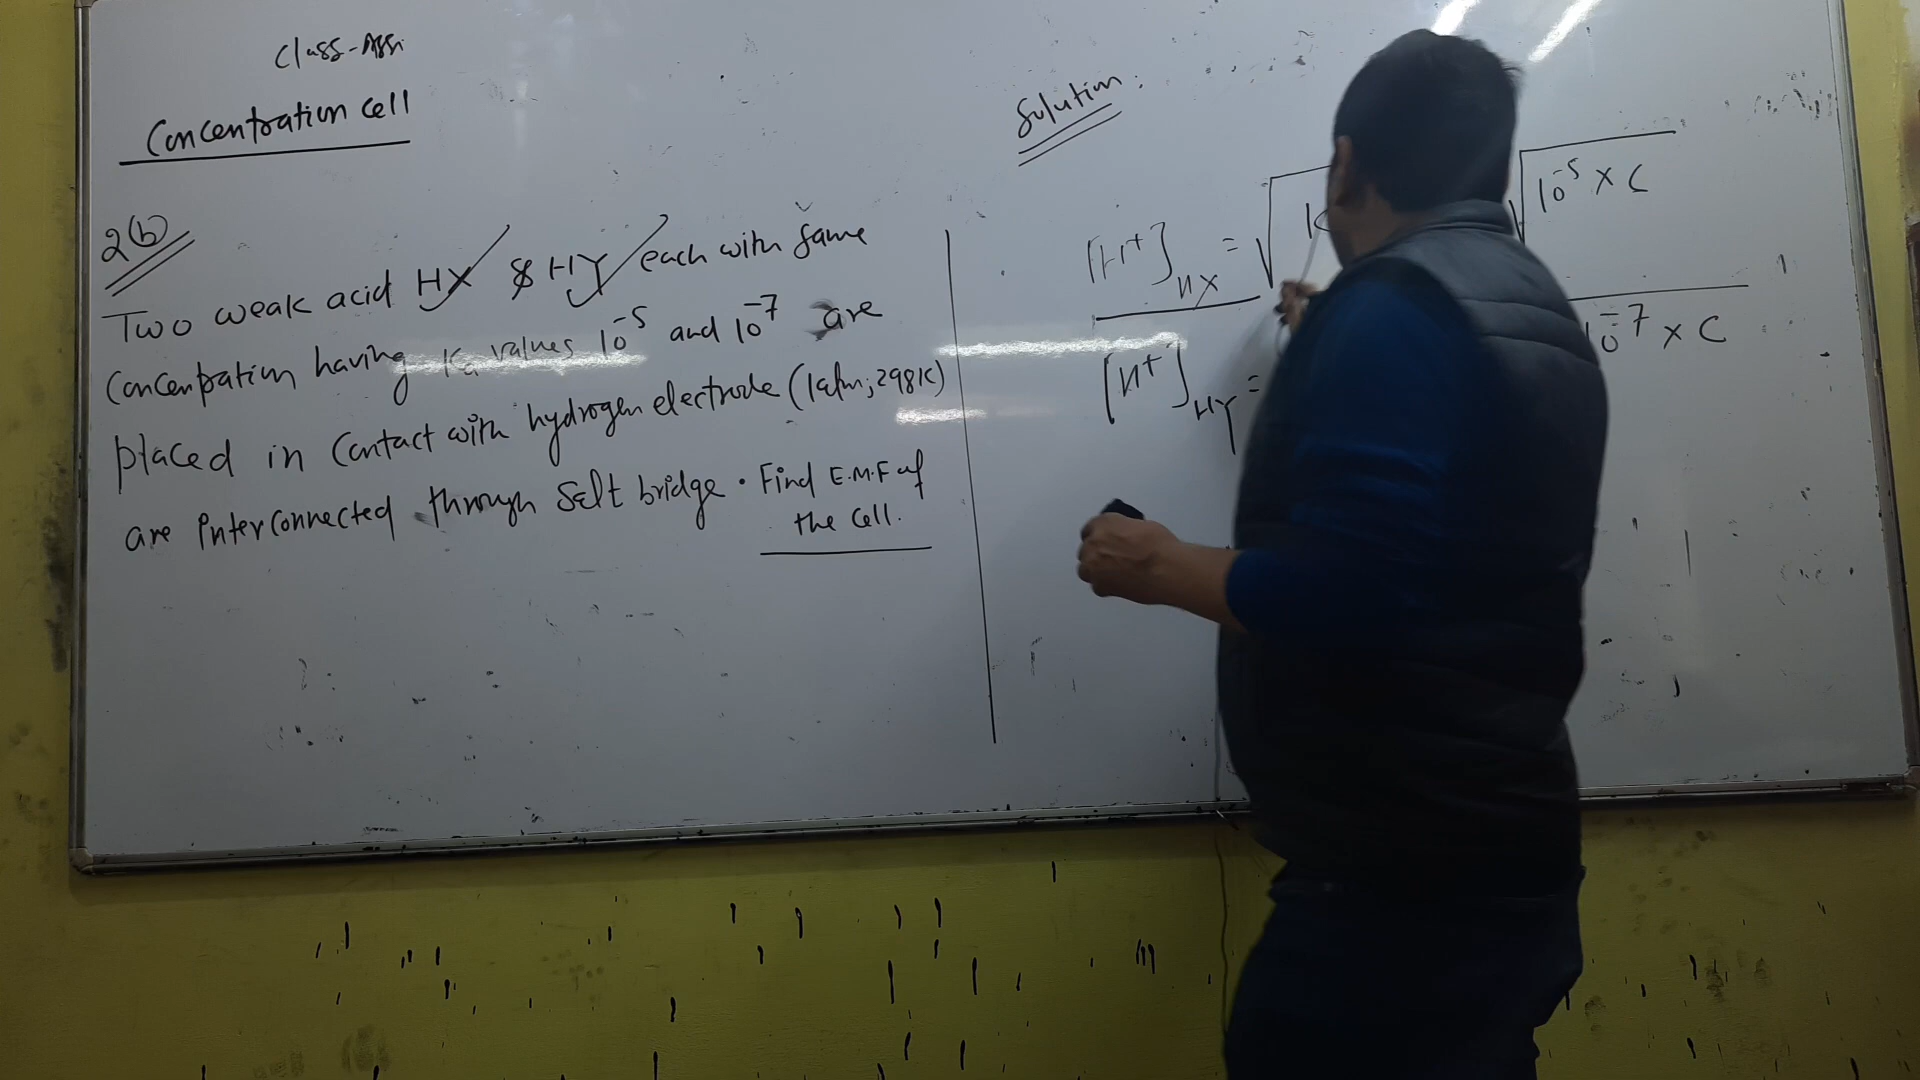 Class-Assi
Concentration cell
2(b)
Two weak acid HX & HY each with same
concentration having Ka values 10⁻⁵ and 10⁻⁷ are
placed in Contact with hydrogen electrode (1atm; 298K)
are interconnected through Salt bridge. Find E.M.F of
the cell.
Solution:
[H⁺]HX = √ K √ 10⁻⁵ × C
[H⁺]HY = 10⁻⁷ × C